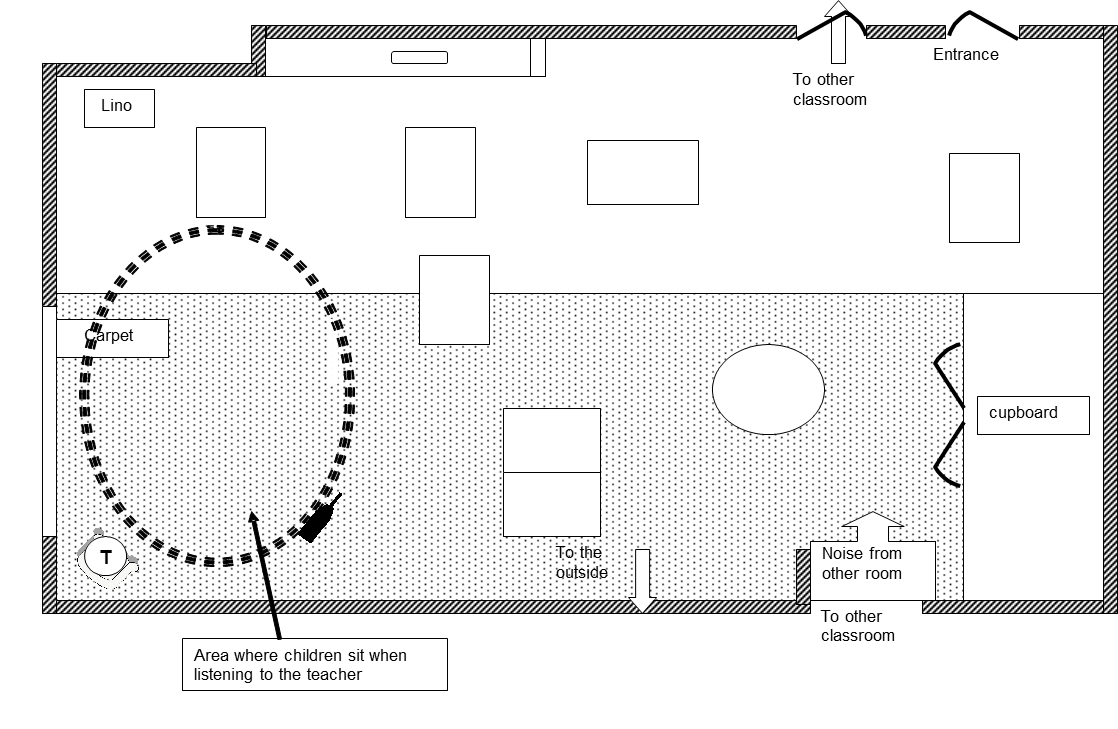 Entrance
To other
classroom
Lino
Carpet
cupboard
T
To the
outside
Noise from
other room
To other
classroom
Area where children sit when
listening to the teacher